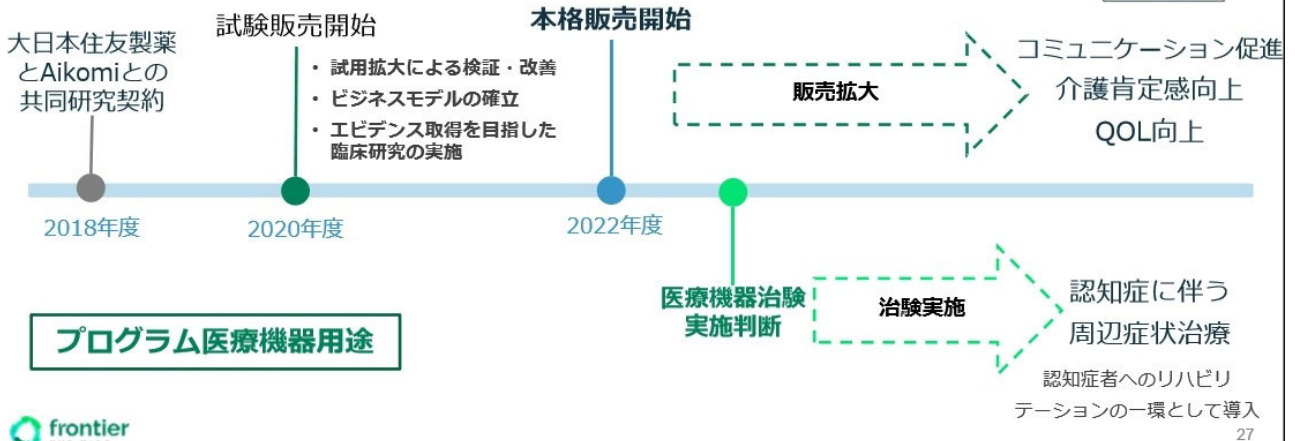 大日本住友製薬
とAikomiとの
共同研究契約
試験販売開始
・ 試用拡大による検証・改善
・ ビジネスモデルの確立
・ エビデンス取得を目指した
臨床研究の実施
本格販売開始
販売拡大
コミュニケーション促進
介護肯定感向上
QOL向上
2018年度
2020年度
2022年度
医療機器治験
実施判断
治験実施
認知症に伴う
周辺症状治療
認知症者へのリハビリ
テーションの一環として導入
プログラム医療機器用途
frontier
27